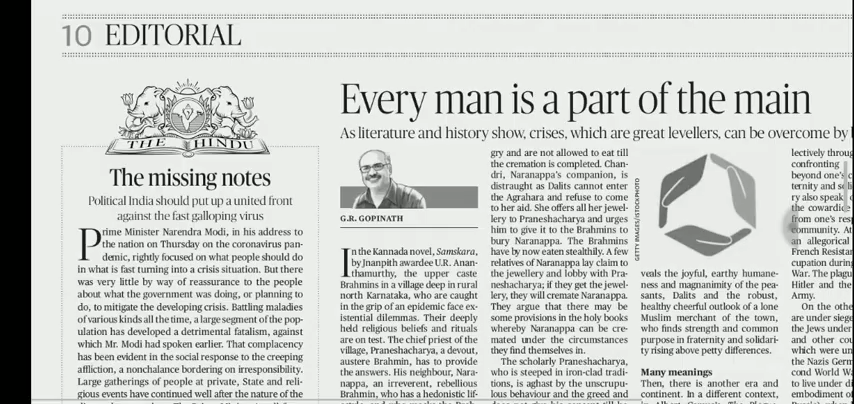 10 EDITORIAL
THE HINDU
The missing notes
Political India should put up a united front
against the fast galloping virus
Prime Minister Narendra Modi, in his address to
the nation on Thursday on the coronavirus pan-
demic, rightly focused on what people should do
in what is fast turning into a crisis situation. But there
was very little by way of reassurance to the people
about what the government was doing, or planning to
do, to mitigate the developing crisis. Battling maladies
of various kinds all the time, a large segment of the pop-
ulation has developed a detrimental fatalism, against
which Mr. Modi had spoken earlier. That complacency
has been evident in the social response to the creeping
affliction, a nonchalance bordering on irresponsibility.
Large gatherings of people at private, State and reli-
gious events have continued well after the nature of the
Every man is a part of the main
As literature and history show, crises, which are great levellers, can be overcome by
G.R. GOPINATH
In the Kannada novel, Samskara,
by Jnanpith awardee U.R. Anan-
thamurthy, the upper caste
Brahmins in a village deep in rural
north Karnataka, who are caught
in the grip of an epidemic face ex-
istential dilemmas. Their deeply
held religious beliefs and rituals
are on test. The chief priest of the
village, Praneshacharya, a devout,
austere Brahmin, has to provide
the answers. His neighbour, Nara-
nappa, an irreverent, rebellious
Brahmin, who has a hedonistic lif-
gry and are not allowed to eat till
the cremation is completed. Chan-
dri, Naranappa's companion, is
distraught as Dalits cannot enter
the Agrahara and refuse to come
to her aid. She offers all her jewel-
lery to Praneshacharya and urges
him to give it to the Brahmins to
bury Naranappa. The Brahmins
have by now eaten stealthily. A few
relatives of Naranappa lay claim to
the jewellery and lobby with Pra-
neshacharya; if they get the jewel-
lery, they will cremate Naranappa.
They argue that there may be
some provisions in the holy books
whereby Naranappa can be cre-
mated under the circumstances
they find themselves in.
The scholarly Praneshacharya,
who is steeped in iron-clad tradi-
tions, is aghast by the unscrupu-
lous behaviour and the greed and
GETTY IMAGES/ISTOCKPHOTO
veals the joyful, earthy humane-
ness and magnanimity of the pea-
sants, Dalits and the robust,
healthy cheerful outlook of a lone
Muslim merchant of the town,
who finds strength and common
purpose in fraternity and solidari-
ty rising above petty differences.
Many meanings
Then, there is another era and
continent. In a different context,
lectively throug
confronting
beyond one's c
ternity and so
ry also speak
the cowardice
from one's res
community. At
an allegorical
French Resistan
cupation during
War. The plagu
Hitler and the
Army.
On the othe
are under siege
the Jews under
and other cou
which were un
the Nazis Germ
cond World Wa
to live under di
embodiment of